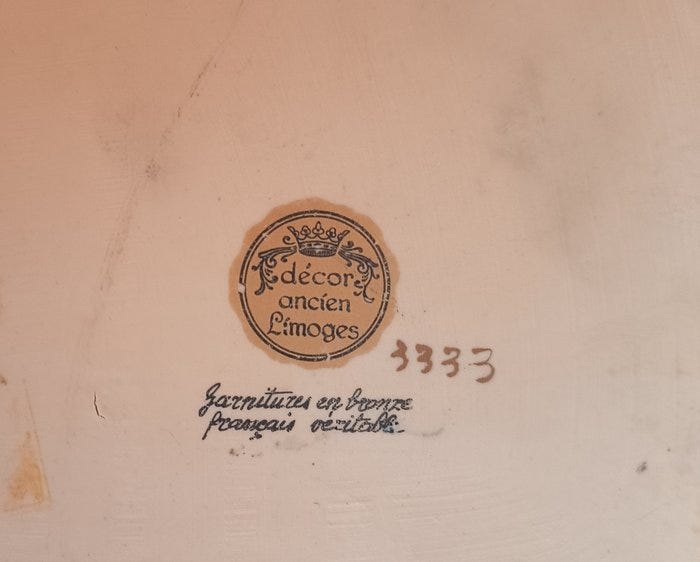 décor
ancien
Limoges
3333
Garnitures en bronze
français véritable